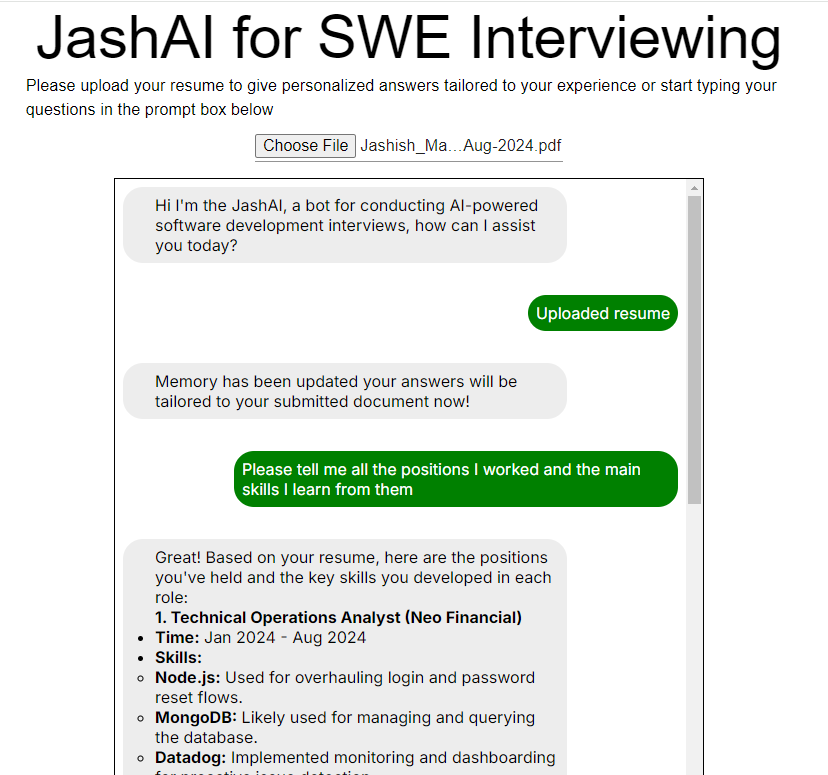 JashAI for SWE Interviewing
Please upload your resume to give personalized answers tailored to your experience or start typing your
questions in the prompt box below
Choose File Jashish_Ma...Aug-2024.pdf
Hi I'm the JashAI, a bot for conducting AI-powered
software development interviews, how can I assist
you today?
Uploaded resume
Memory has been updated your answers will be
tailored to your submitted document now!
Please tell me all the positions I worked and the main
skills I learn from them
Great! Based on your resume, here are the positions
you've held and the key skills you developed in each
role:
1. Technical Operations Analyst (Neo Financial)
• Time: Jan 2024 - Aug 2024
• Skills:
◦ Node.js: Used for overhauling login and password
reset flows.
◦ MongoDB: Likely used for managing and querying
the database.
◦ Datadog: Implemented monitoring and dashboarding
for proactive issue detection.